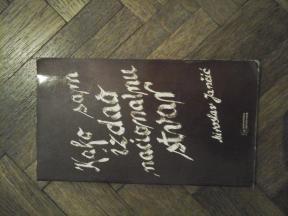 Kako sam
izdao
nacionalnu
stvar
Miroslav Jančić